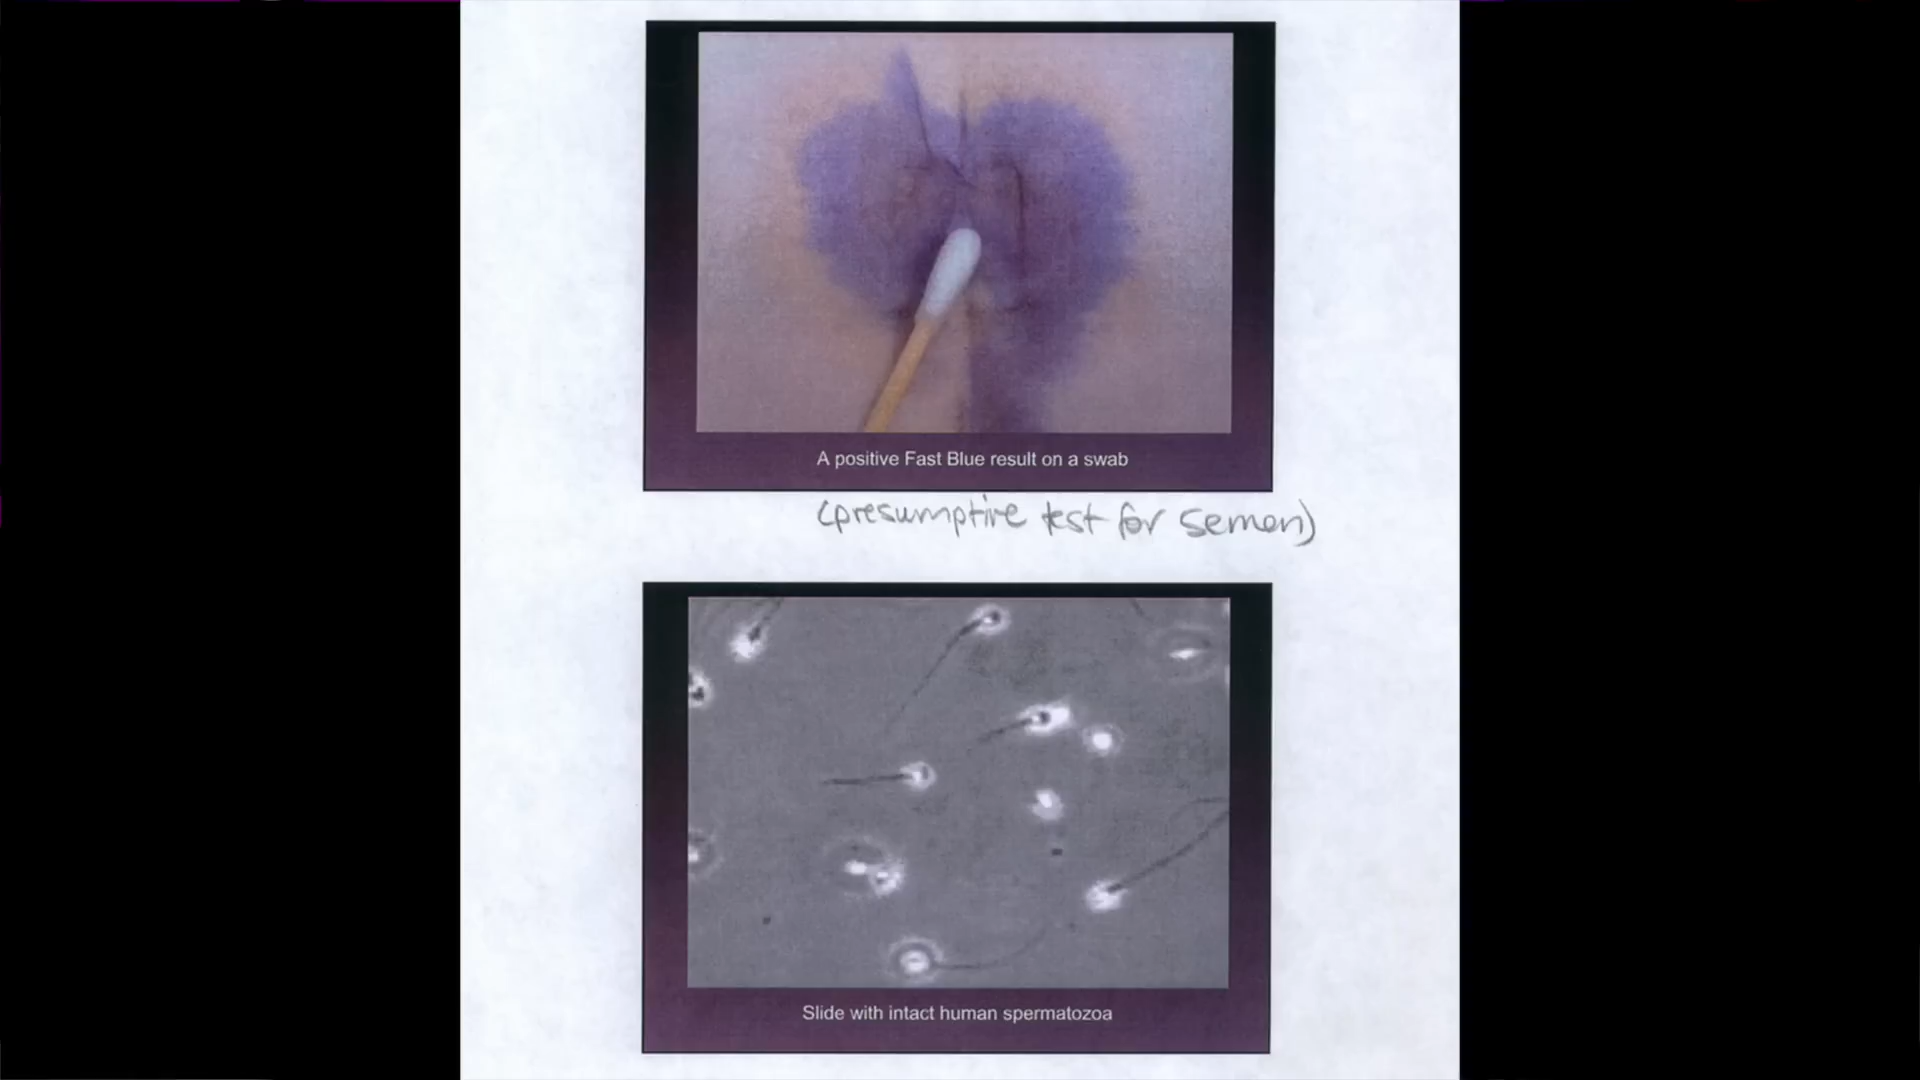 A positive Fast Blue result on a swab
(presumptive test for semen)
Slide with intact human spermatozoa